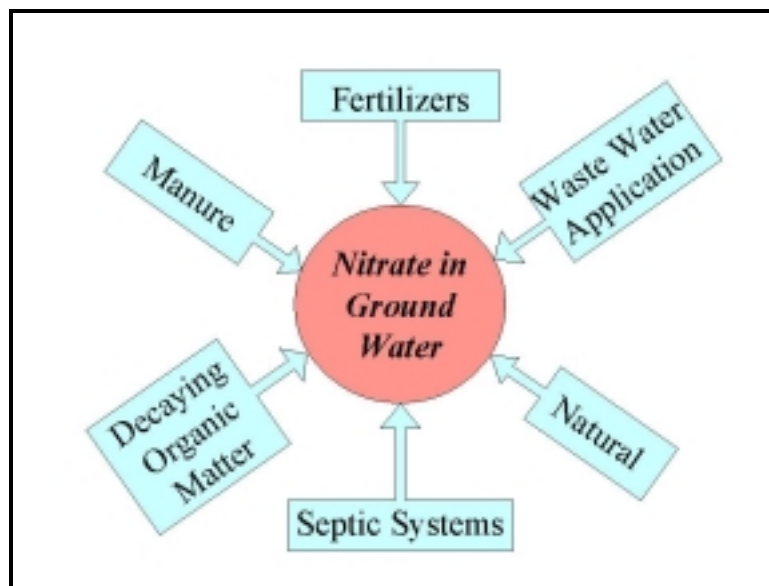 Fertilizers
Manure
Waste Water
Application
Nitrate in
Ground
Water
Decaying
Organic
Matter
Natural
Septic Systems